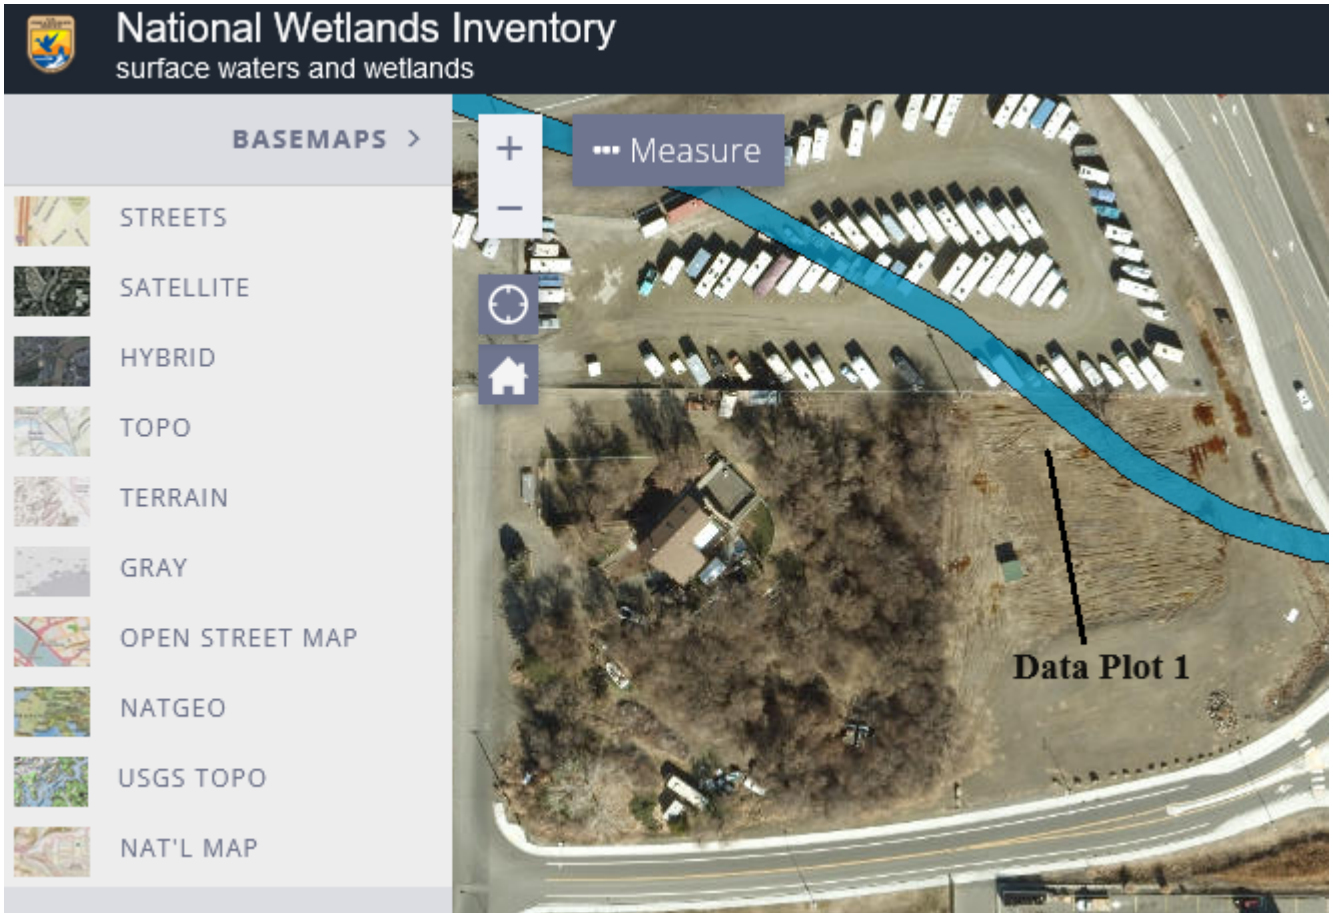 National Wetlands Inventory
surface waters and wetlands
BASEMAPS >
STREETS
SATELLITE
HYBRID
TOPO
TERRAIN
GRAY
OPEN STREET MAP
NATGEO
USGS TOPO
NAT'L MAP
+
−
Measure
Data Plot 1